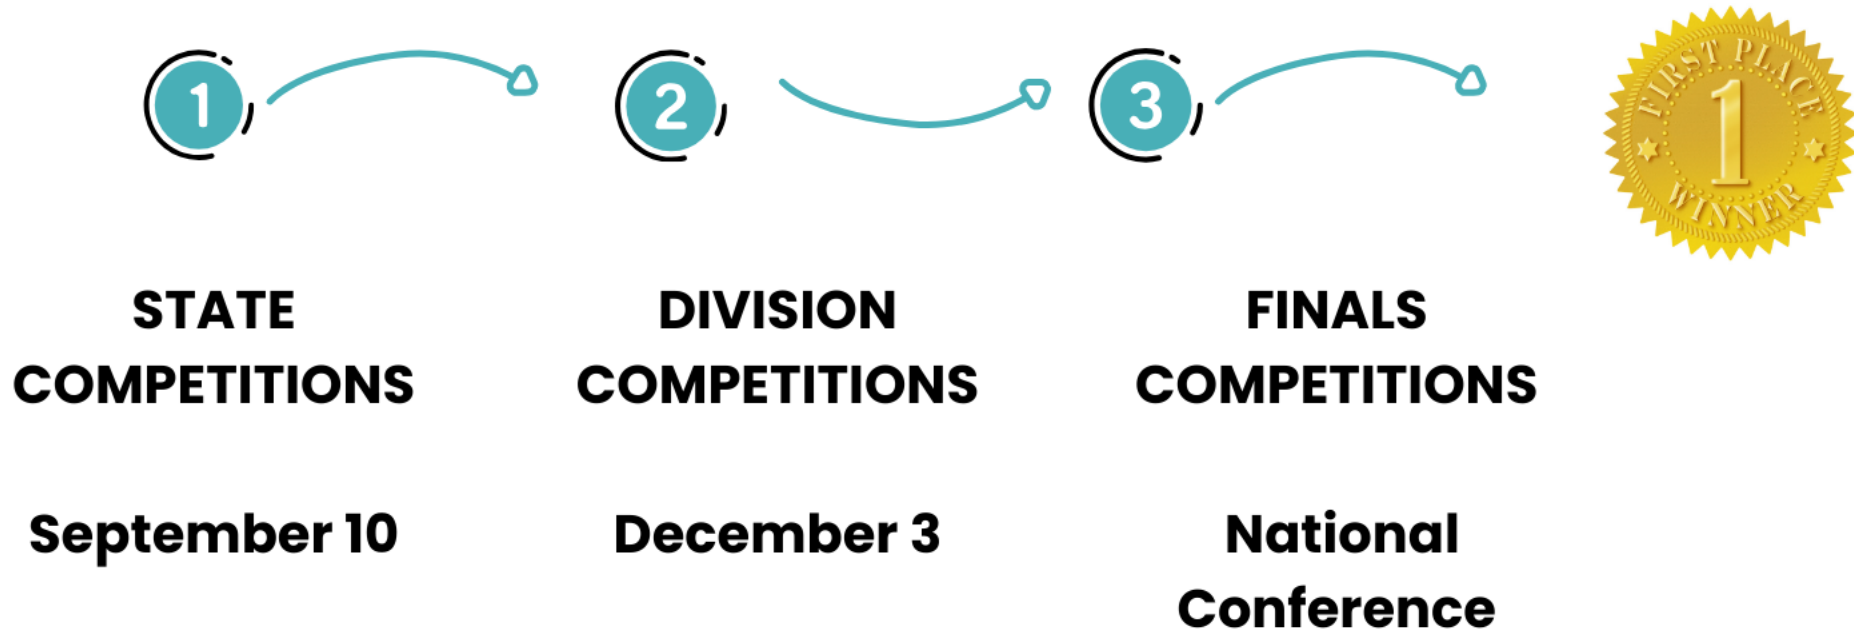 1
2
3
FIRST PLACE
1
WINNER
STATE
COMPETITIONS
September 10
DIVISION
COMPETITIONS
December 3
FINALS
COMPETITIONS
National
Conference